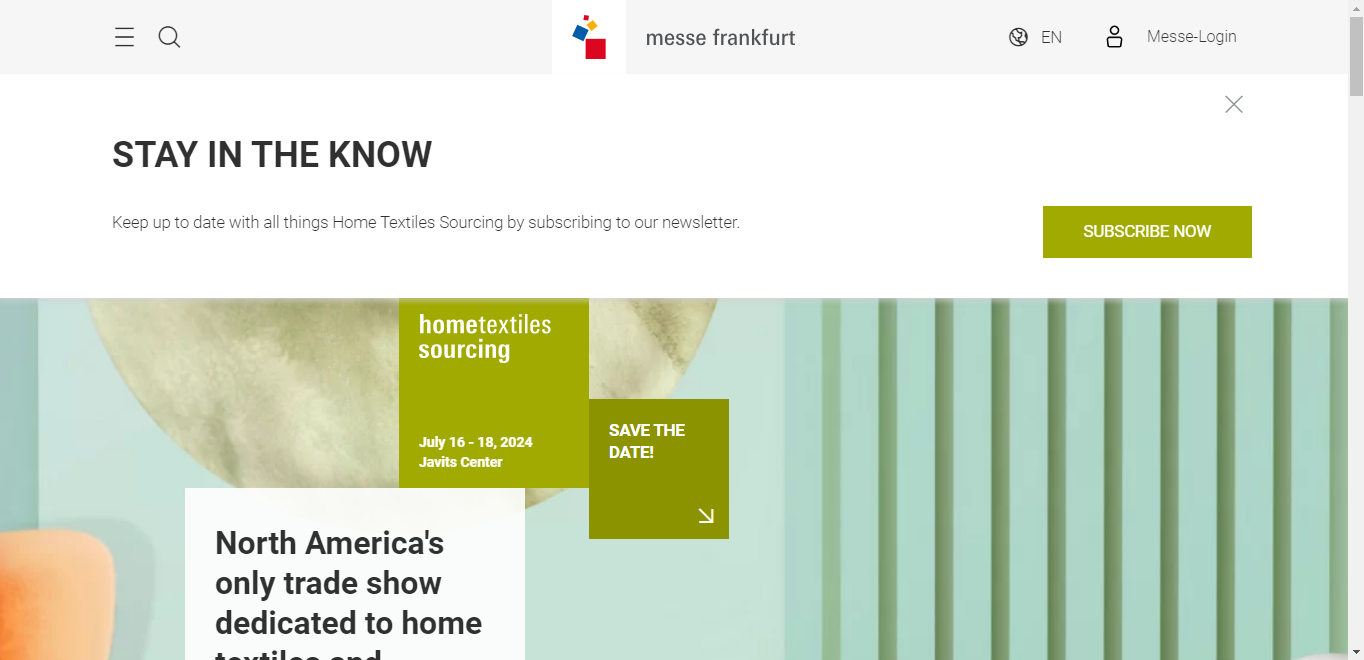 messe frankfurt
EN
Messe-Login
STAY IN THE KNOW
Keep up to date with all things Home Textiles Sourcing by subscribing to our newsletter.
SUBSCRIBE NOW
hometextiles
sourcing
July 16 - 18, 2024
Javits Center
SAVE THE
DATE!
North America's
only trade show
dedicated to home
textiles and